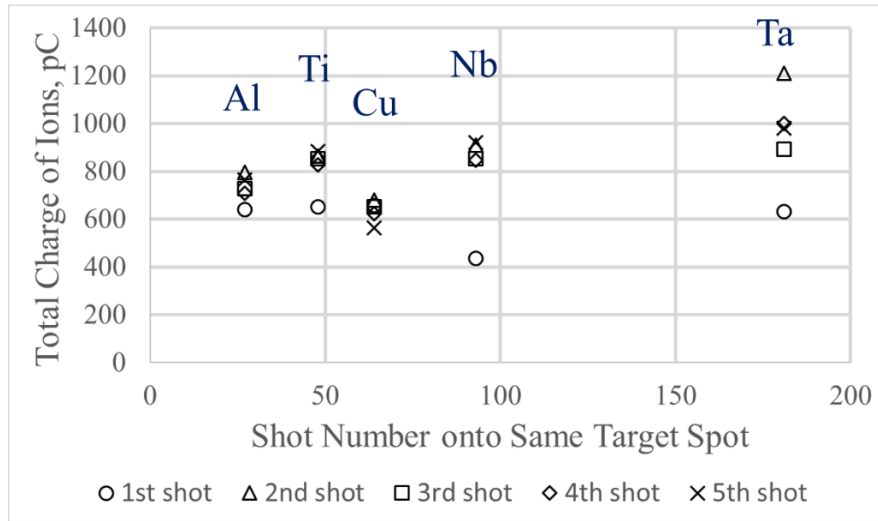 Total Charge of Ions, pC
1400
1200
1000
800
600
400
200
0
Al
Ti
Cu
Nb
Ta
0 50 100 150 200
Shot Number onto Same Target Spot
1st shot 2nd shot 3rd shot 4th shot 5th shot